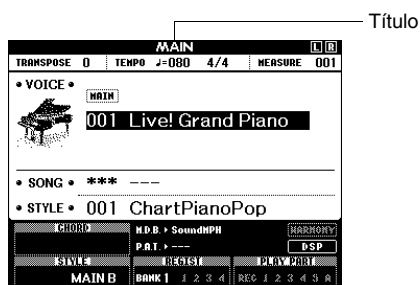 Título
MAIN L R
TRANSPOSE 0 TEMPO ♩=080 4/4 MEASURE 001
• VOICE •
MAIN
001 Live! Grand Piano
• SONG • *** ---
• STYLE • 001 ChartPianoPop
CHORD M.D.B. ▸ SoundMPH HARMONY
P.A.T. ▸ --- DSP
STYLE REGIST PLAY PART
MAIN B BANK 1 1 2 3 4 REC 1 2 3 4 5 A